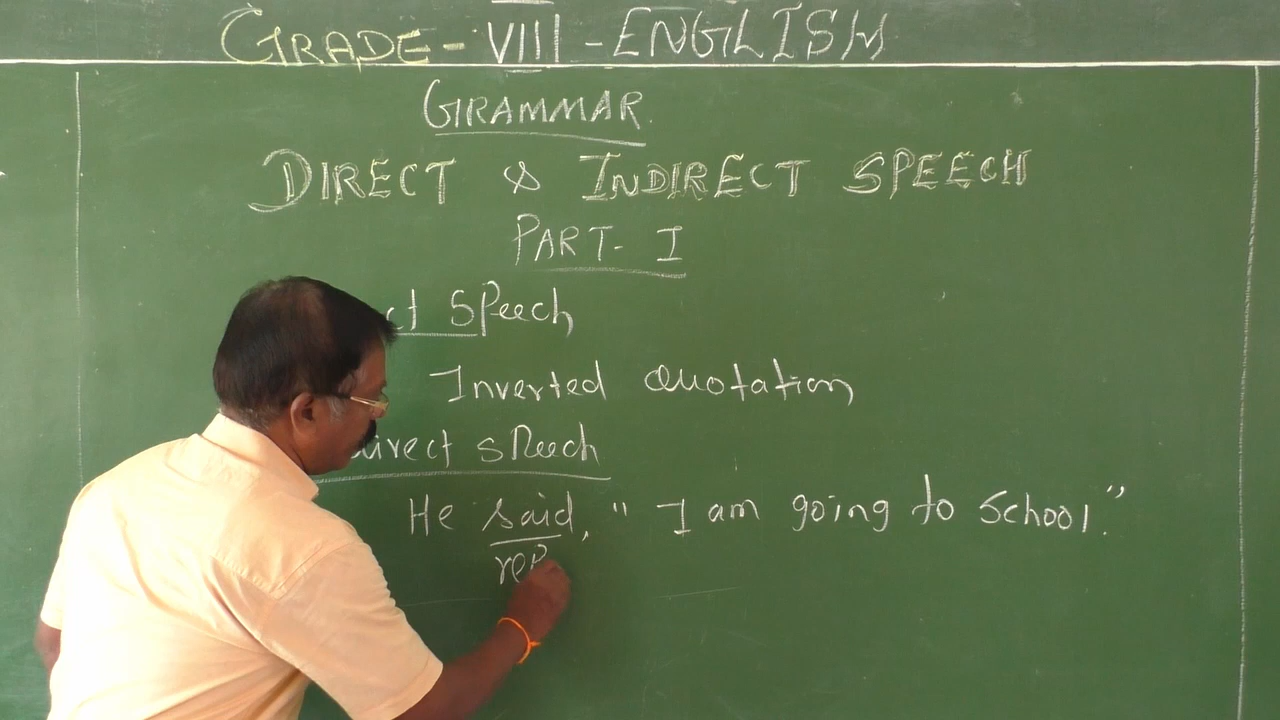 GRADE - VIII - ENGLISH
GRAMMAR.
DIRECT & INDIRECT SPEECH
PART - I
ct Speech
Inverted Quotation
direct speech
He said, " I am going to School."
rep